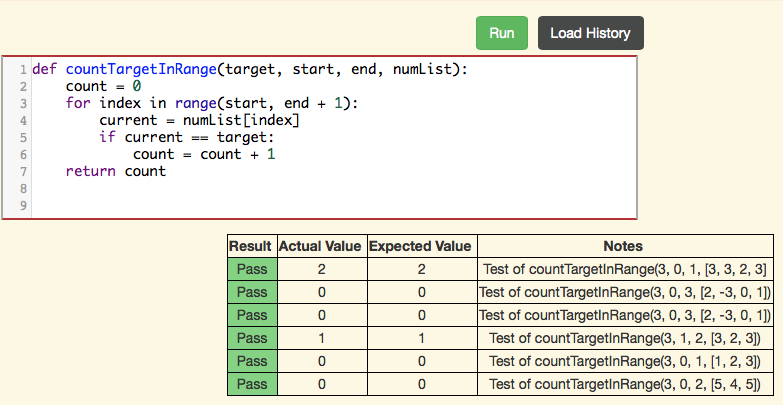 Run Load History
1 def countTargetInRange(target, start, end, numList):
2     count = 0
3     for index in range(start, end + 1):
4         current = numList[index]
5         if current == target:
6             count = count + 1
7     return count
8
9
Result Actual Value Expected Value Notes
Pass 2 2 Test of countTargetInRange(3, 0, 1, [3, 3, 2, 3]
Pass 0 0 Test of countTargetInRange(3, 0, 3, [2, -3, 0, 1])
Pass 0 0 Test of countTargetInRange(3, 0, 3, [2, -3, 0, 1])
Pass 1 1 Test of countTargetInRange(3, 1, 2, [3, 2, 3])
Pass 0 0 Test of countTargetInRange(3, 0, 1, [1, 2, 3])
Pass 0 0 Test of countTargetInRange(3, 0, 2, [5, 4, 5])